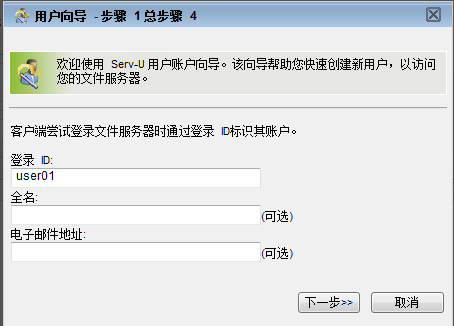 用户向导 - 步骤 1 总步骤 4
欢迎使用 Serv-U 用户账户向导。该向导帮助您快速创建新用户，以访问
您的文件服务器。
客户端尝试登录文件服务器时通过登录 ID标识其账户。
登录 ID:
user01
全名:
(可选)
电子邮件地址:
(可选)
下一步>> 取消